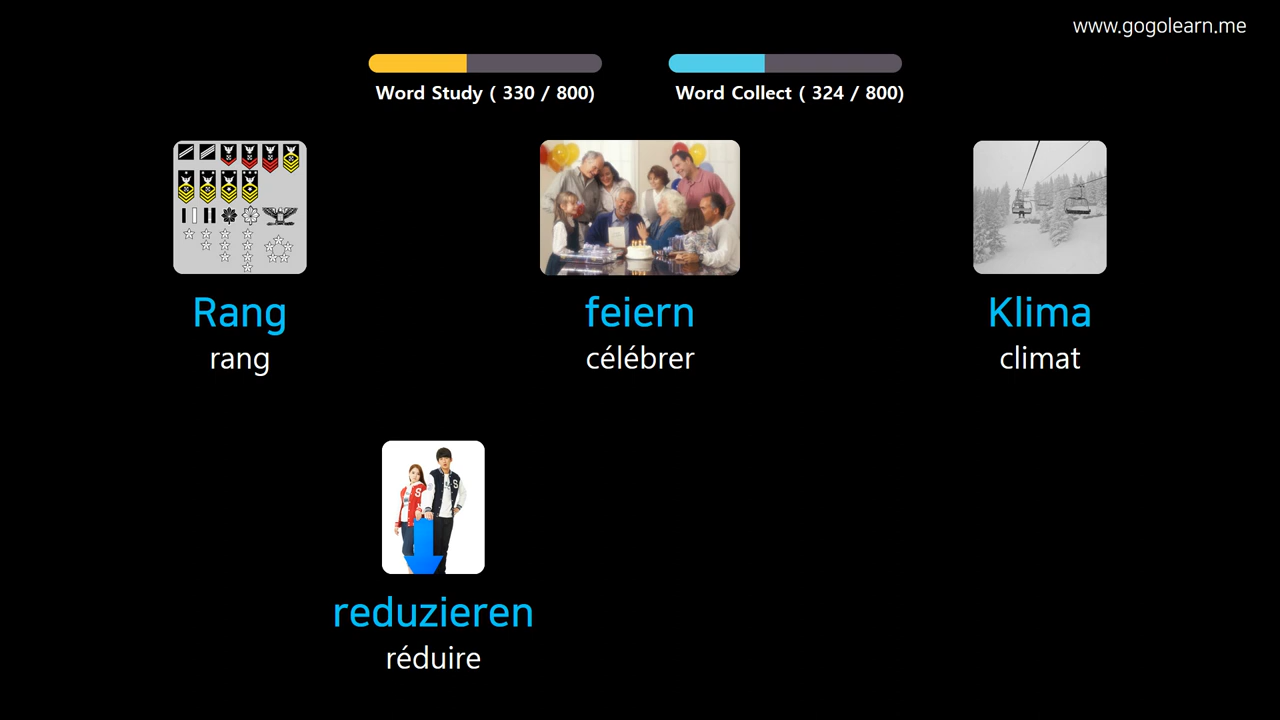 www.gogolearn.me
Word Study ( 330 / 800)
Word Collect ( 324 / 800)
Rang
rang
feiern
célébrer
Klima
climat
reduzieren
réduire